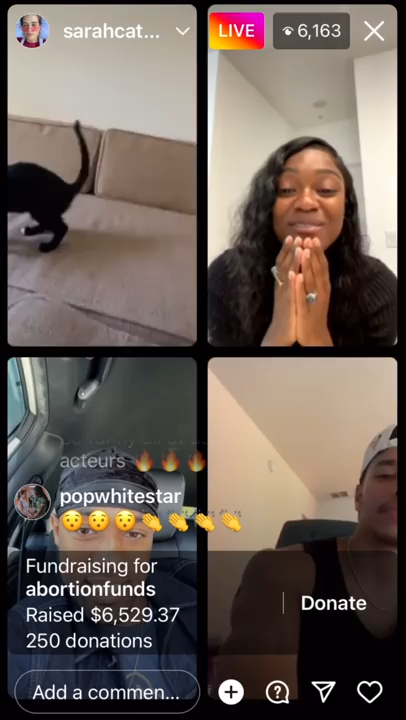 sarahcat...
LIVE
6,163
acteurs 🔥🔥🔥
popwhitestar
😯😯😯👏👏👏👏
Fundraising for
abortionfunds
Raised $6,529.37
250 donations
Donate
Add a commen...